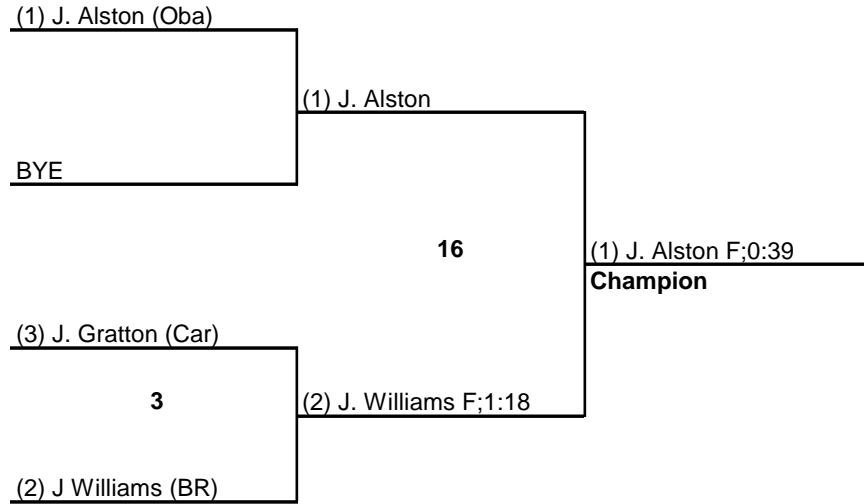 (1) J. Alston (Oba)
(1) J. Alston
BYE
16
(1) J. Alston F;0:39
Champion
(3) J. Gratton (Car)
3
(2) J. Williams F;1:18
(2) J Williams (BR)